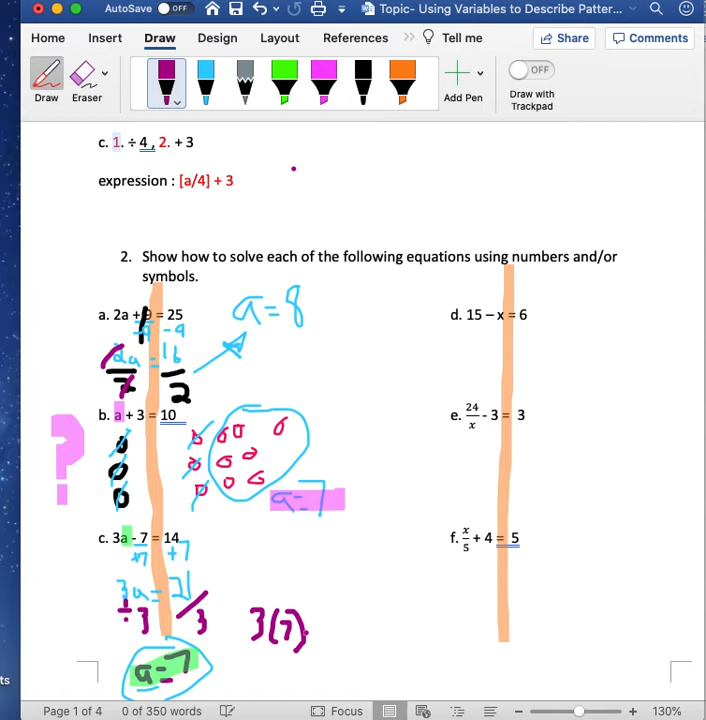 AutoSave OFF Topic- Using Variables to Describe Patter...
Home Insert Draw Design Layout References >> Tell me Share Comments
Draw Eraser Add Pen Draw with Trackpad OFF
c. 1. ÷ 4 , 2. + 3
expression : [a/4] + 3
2. Show how to solve each of the following equations using numbers and/or
symbols.
a. 2a + 9 = 25
-9 -9
2a = 16
2 2
a = 8
b. a + 3 = 10
?
a = 7
c. 3a - 7 = 14
+7 +7
3a = 21
÷3 /3
3(7)
a = 7
d. 15 – x = 6
e. 24/x - 3 = 3
f. x/5 + 4 = 5
ts
Page 1 of 4 0 of 350 words Focus 130%